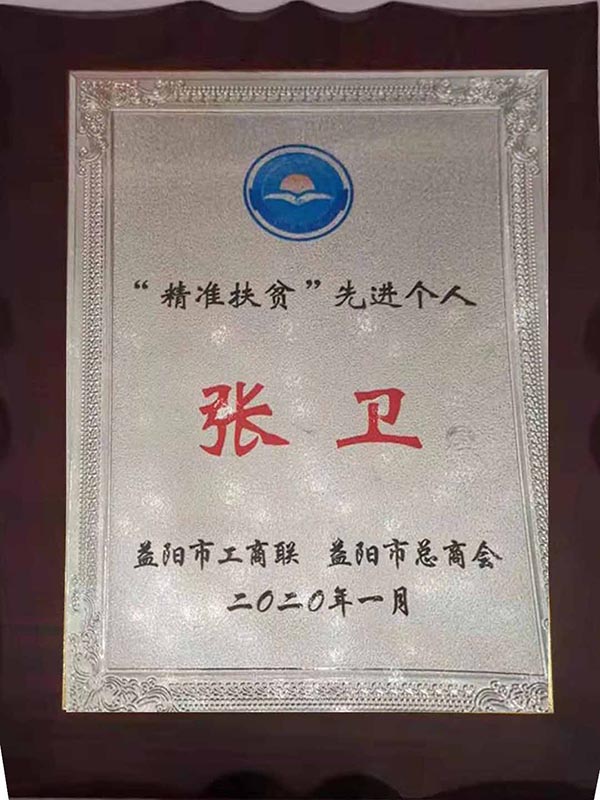 “精准扶贫”先进个人
张卫
益阳市工商联 益阳市总商会
二〇二〇年一月